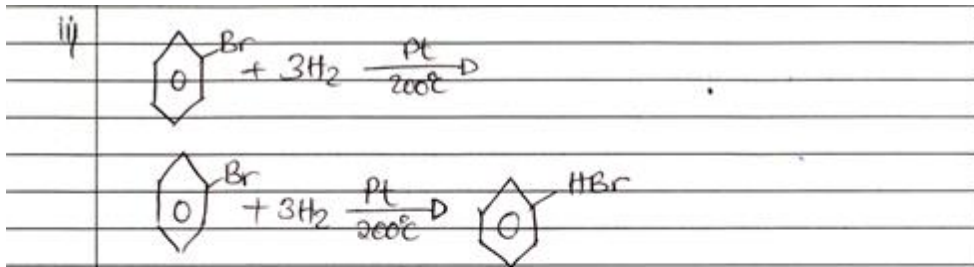 ii)
Br
+ 3H₂ Pt 200°C
Br
+ 3H₂ Pt 200°C HBr